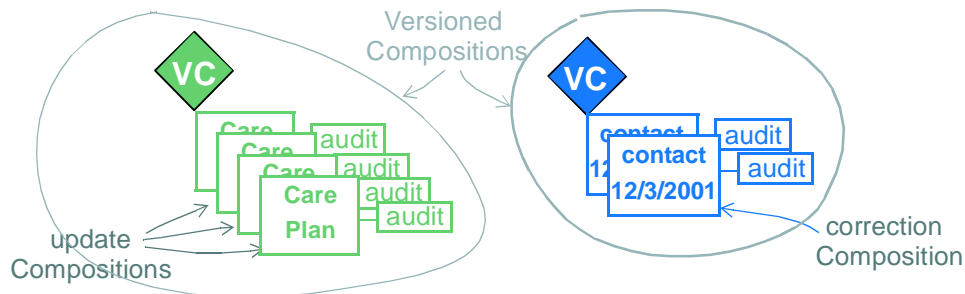 Versioned
Compositions
VC
Care
audit
Care
audit
Care
audit
Care
Plan
audit
update
Compositions
VC
contact
12
audit
contact
12/3/2001
audit
correction
Composition